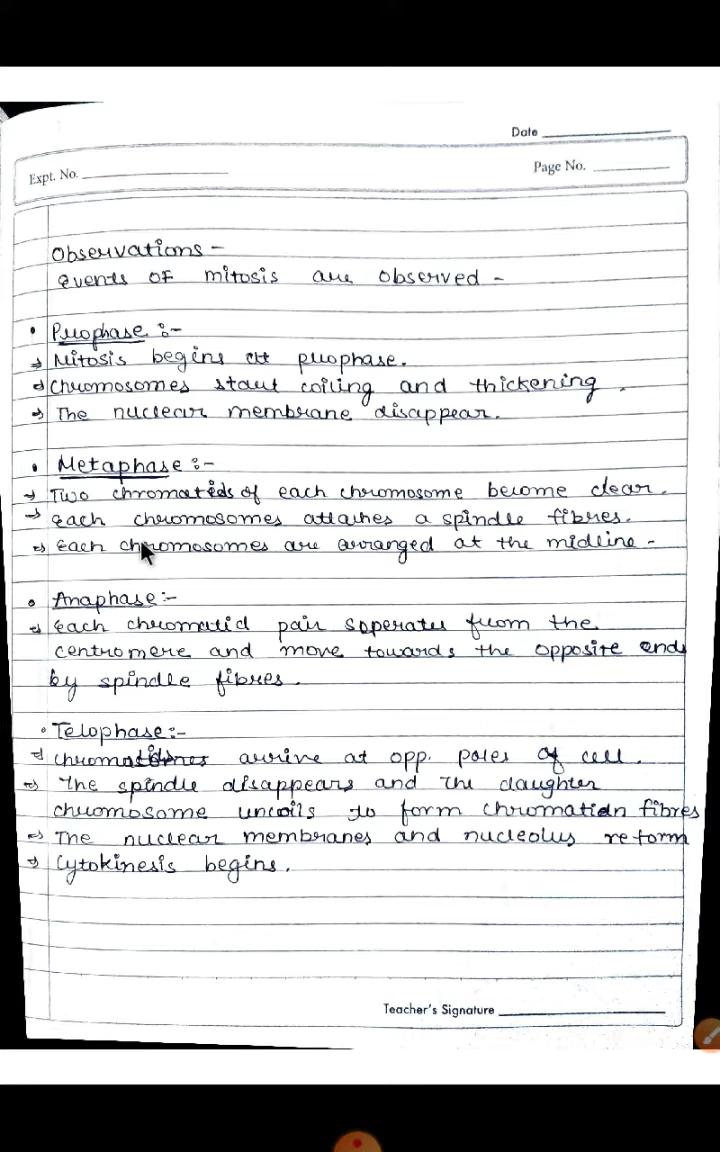 Date
Expt. No.
Page No.
Observations -
events of mitosis are observed -
• Prophase :-
→ Mitosis begins at prophase.
→ Chromosomes start coiling and thickening.
→ The nuclear membrane disappear.
• Metaphase :-
→ Two chromatids of each chromosome become clear.
→ Each chromosomes attaches a spindle fibres.
→ Each chromosomes are arranged at the midline -
• Anaphase :-
→ Each chromatid pair seperates from the
centromere and move towards the opposite ends
by spindle fibres.
• Telophase :-
→ arrive at opp. poles of cell.
→ The spindle disappears and the daughter
chromosome uncoils to form chromation fibres
→ The nuclear membranes and nucleolus reform
→ Cytokinesis begins.
Teacher's Signature